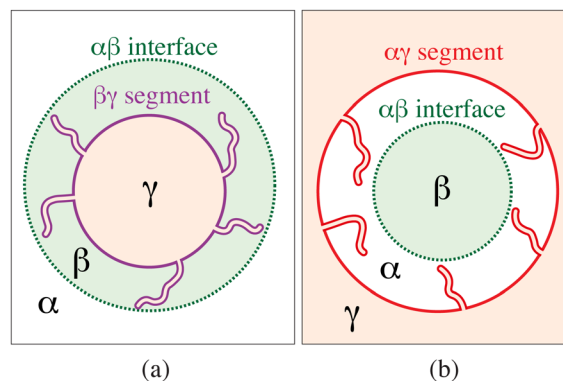 αβ interface
βγ segment
γ
β
α
(a)
αγ segment
αβ interface
β
α
γ
(b)